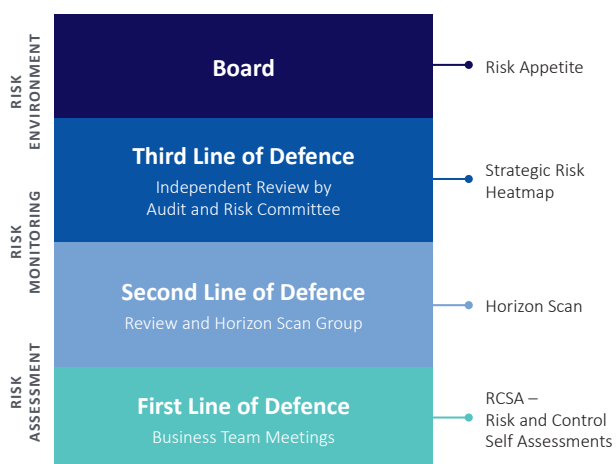 RISK
ENVIRONMENT
Board
Risk Appetite
Third Line of Defence
Independent Review by
Audit and Risk Committee
Strategic Risk
Heatmap
RISK
MONITORING
Second Line of Defence
Review and Horizon Scan Group
Horizon Scan
RISK
ASSESSMENT
First Line of Defence
Business Team Meetings
RCSA –
Risk and Control
Self Assessments